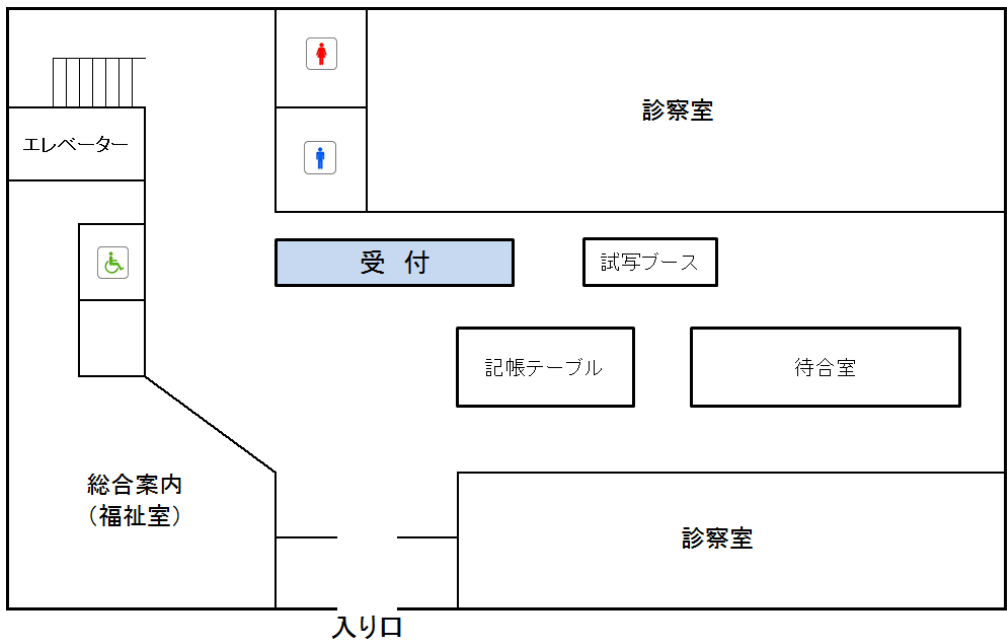 診察室
エレベーター
受 付
試写ブース
記帳テーブル
待合室
総合案内
（福祉室）
診察室
入り口